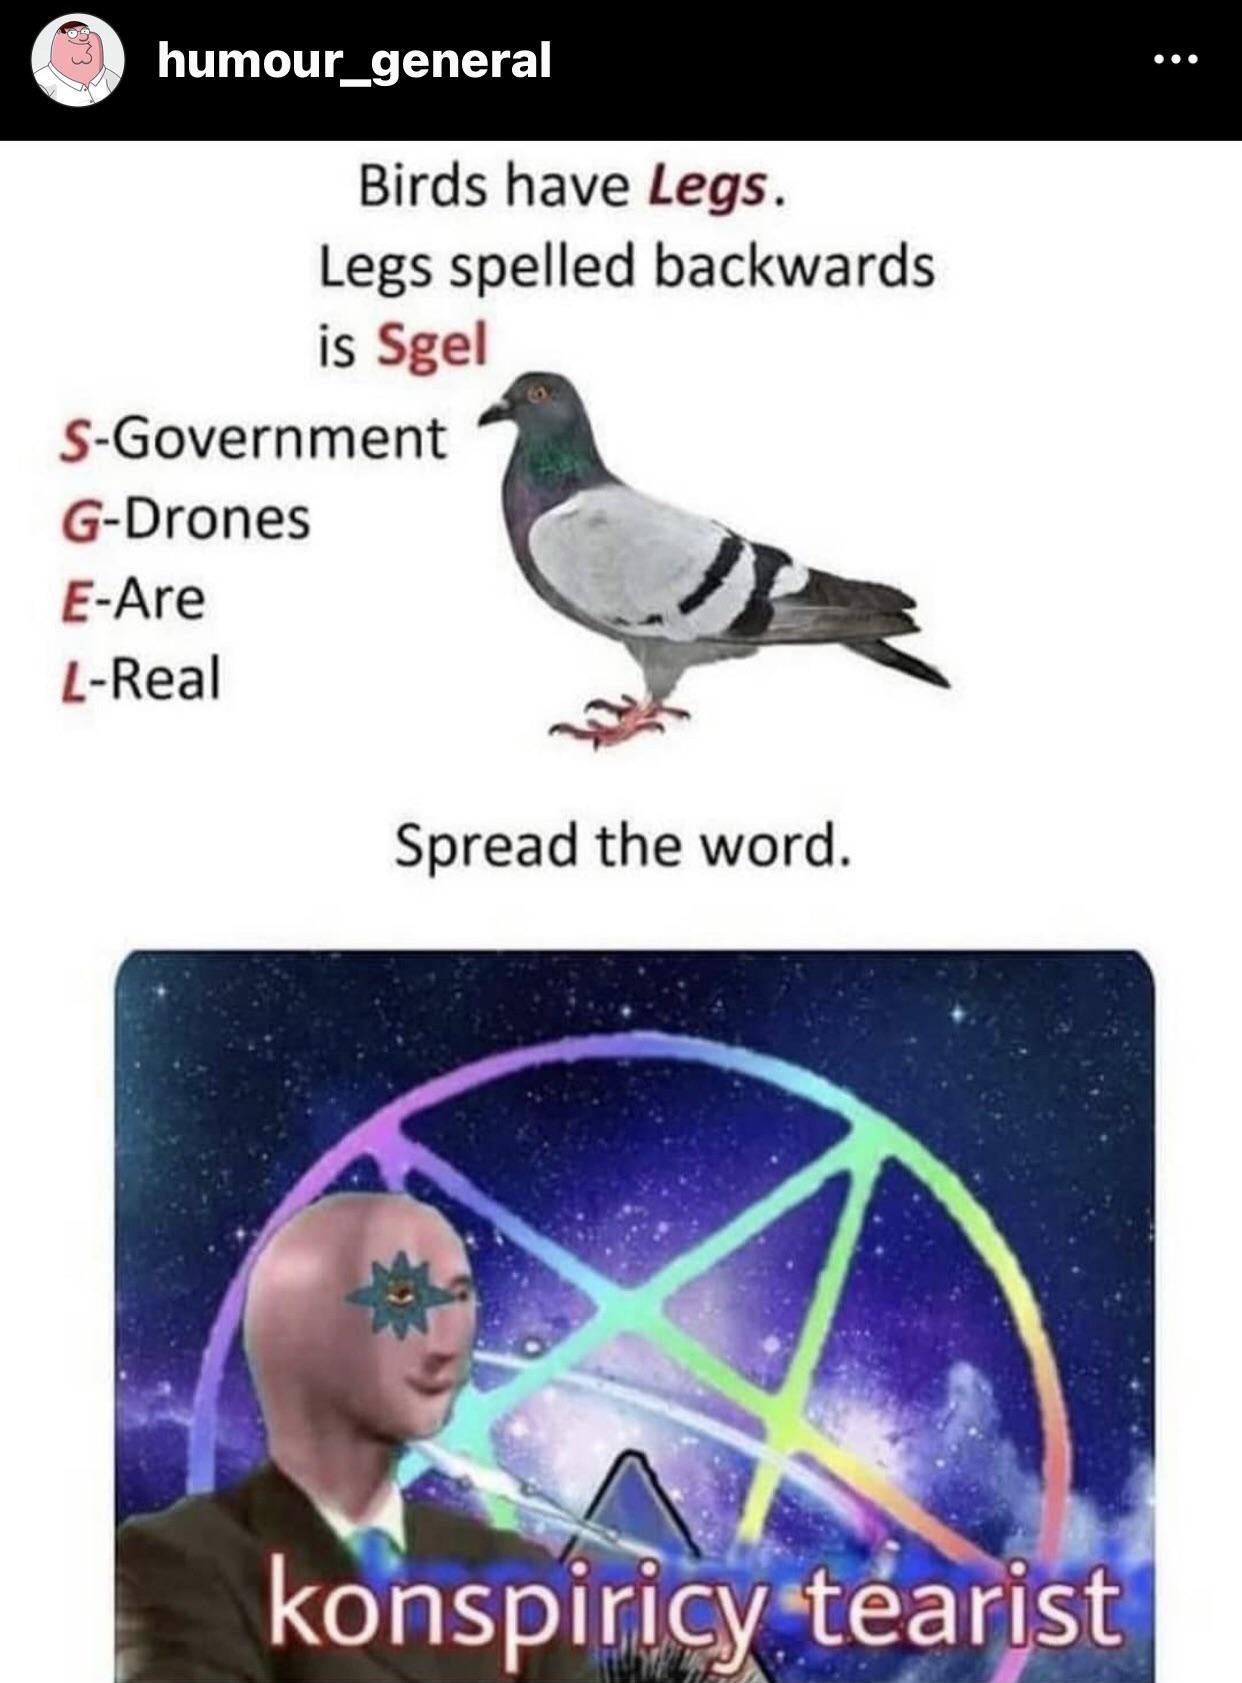 humour_general
Birds have Legs.
Legs spelled backwards
is Sgel
S-Government
G-Drones
E-Are
L-Real
Spread the word.
konspiricy tearist